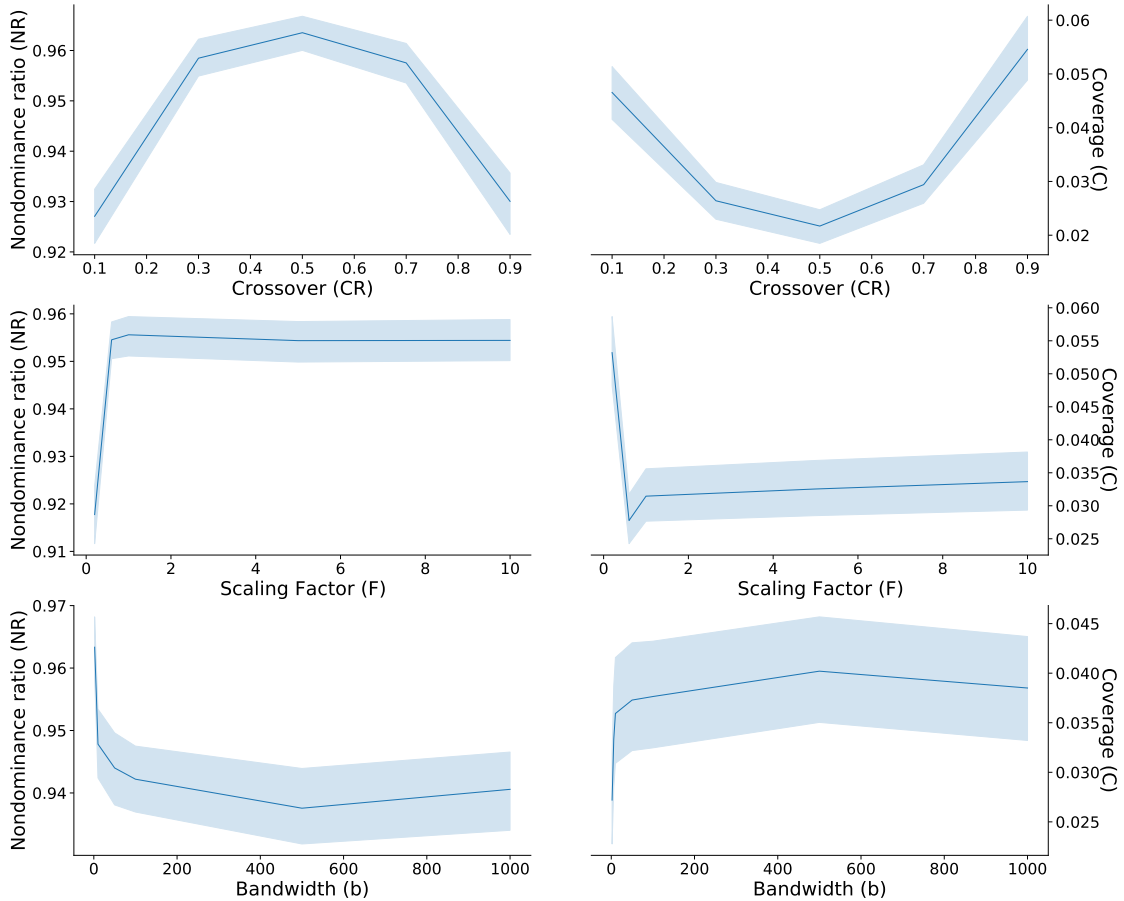 Nondominance ratio (NR)
0.96
0.95
0.94
0.93
0.92
0.1 0.2 0.3 0.4 0.5 0.6 0.7 0.8 0.9
Crossover (CR)
0.06
0.05
0.04
0.03
0.02
Coverage (C)
0.1 0.2 0.3 0.4 0.5 0.6 0.7 0.8 0.9
Crossover (CR)
Nondominance ratio (NR)
0.96
0.95
0.94
0.93
0.92
0.91
0 2 4 6 8 10
Scaling Factor (F)
0.060
0.055
0.050
0.045
0.040
0.035
0.030
0.025
Coverage (C)
0 2 4 6 8 10
Scaling Factor (F)
Nondominance ratio (NR)
0.97
0.96
0.95
0.94
0 200 400 600 800 1000
Bandwidth (b)
0.045
0.040
0.035
0.030
0.025
Coverage (C)
0 200 400 600 800 1000
Bandwidth (b)